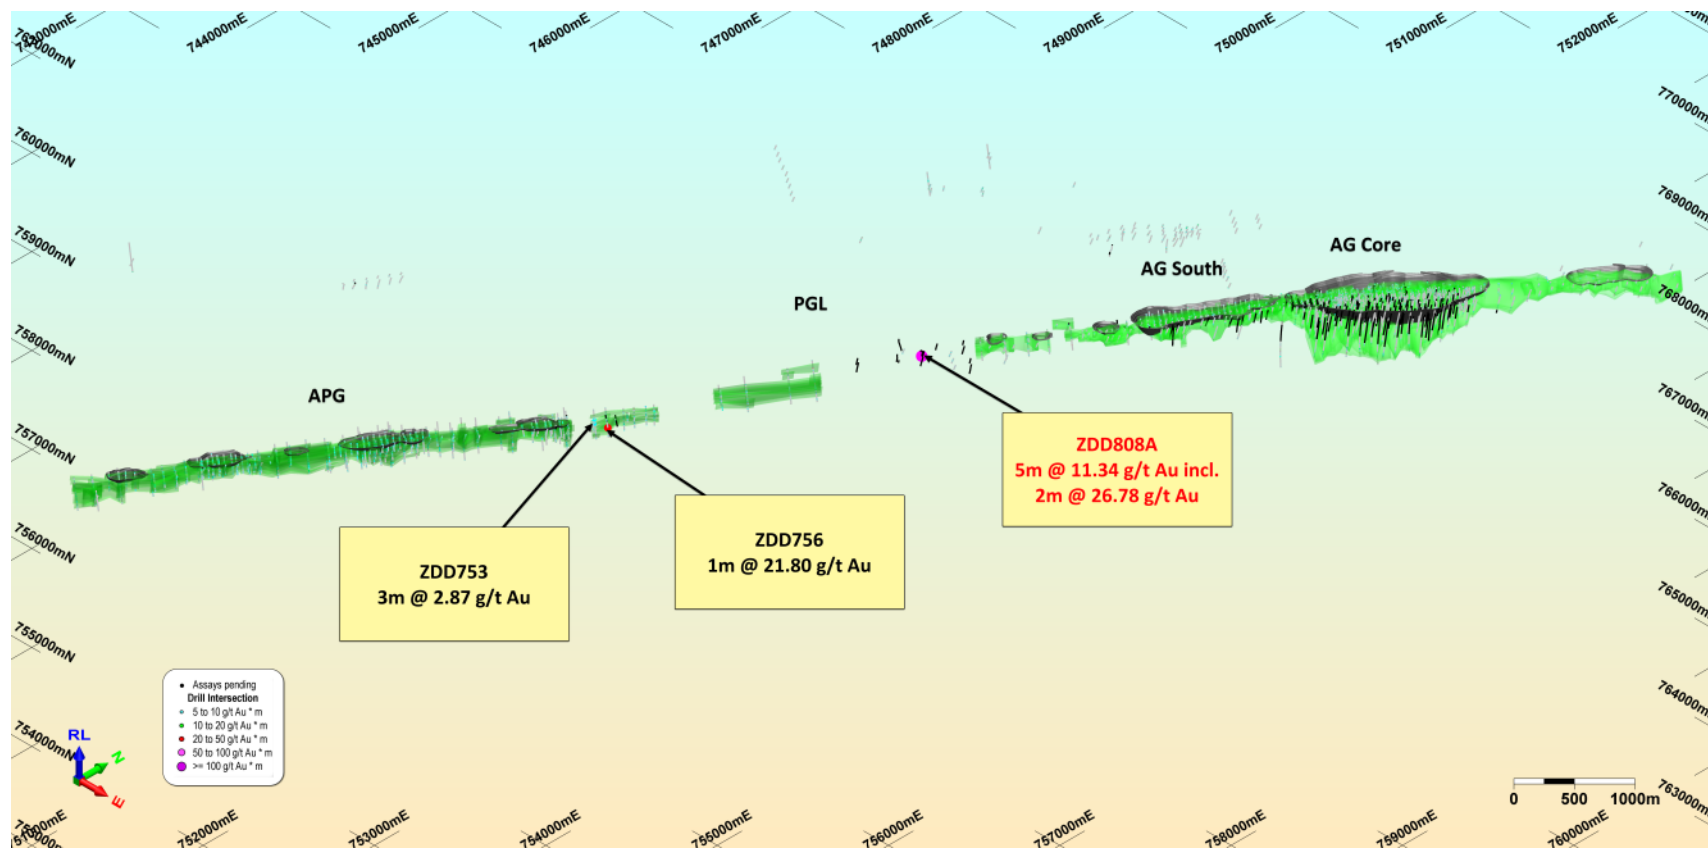 743000mE
744000mE
745000mE
746000mE
747000mE
748000mE
749000mE
750000mE
751000mE
752000mE
760000mN
759000mN
758000mN
757000mN
756000mN
755000mN
754000mN
770000m
769000m
768000m
767000m
766000m
765000m
764000m
763000m
AG Core
AG South
PGL
APG
ZDD808A
5m @ 11.34 g/t Au incl.
2m @ 26.78 g/t Au
ZDD756
1m @ 21.80 g/t Au
ZDD753
3m @ 2.87 g/t Au
Assays pending
Drill Intersection
5 to 10 g/t Au * m
10 to 20 g/t Au * m
20 to 50 g/t Au * m
50 to 100 g/t Au * m
>= 100 g/t Au * m
RL
N
E
0 500 1000m
752000mE
753000mE
754000mE
755000mE
756000mE
757000mE
758000mE
759000mE
760000mE